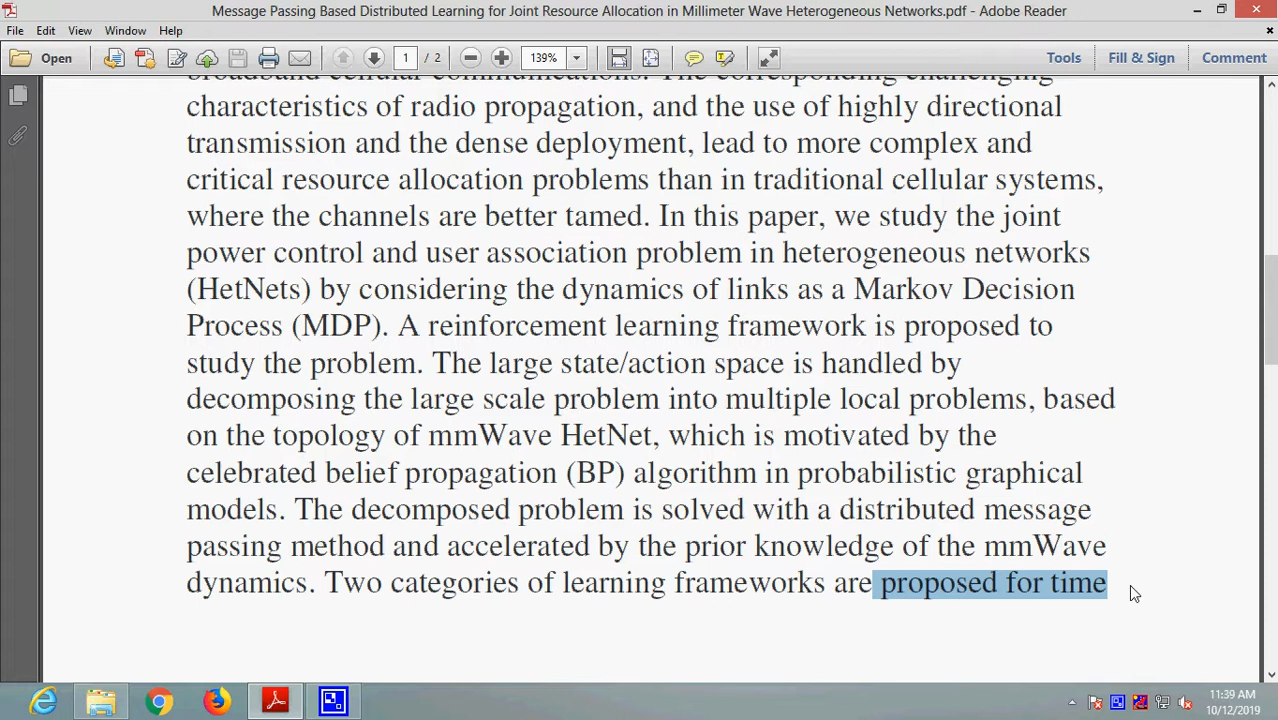 Message Passing Based Distributed Learning for Joint Resource Allocation in Millimeter Wave Heterogeneous Networks.pdf - Adobe Reader
File Edit View Window Help
Open 1 / 2 139% Tools Fill & Sign Comment
broadband cellular communications. The corresponding challenging
characteristics of radio propagation, and the use of highly directional
transmission and the dense deployment, lead to more complex and
critical resource allocation problems than in traditional cellular systems,
where the channels are better tamed. In this paper, we study the joint
power control and user association problem in heterogeneous networks
(HetNets) by considering the dynamics of links as a Markov Decision
Process (MDP). A reinforcement learning framework is proposed to
study the problem. The large state/action space is handled by
decomposing the large scale problem into multiple local problems, based
on the topology of mmWave HetNet, which is motivated by the
celebrated belief propagation (BP) algorithm in probabilistic graphical
models. The decomposed problem is solved with a distributed message
passing method and accelerated by the prior knowledge of the mmWave
dynamics. Two categories of learning frameworks are proposed for time
11:39 AM
10/12/2019